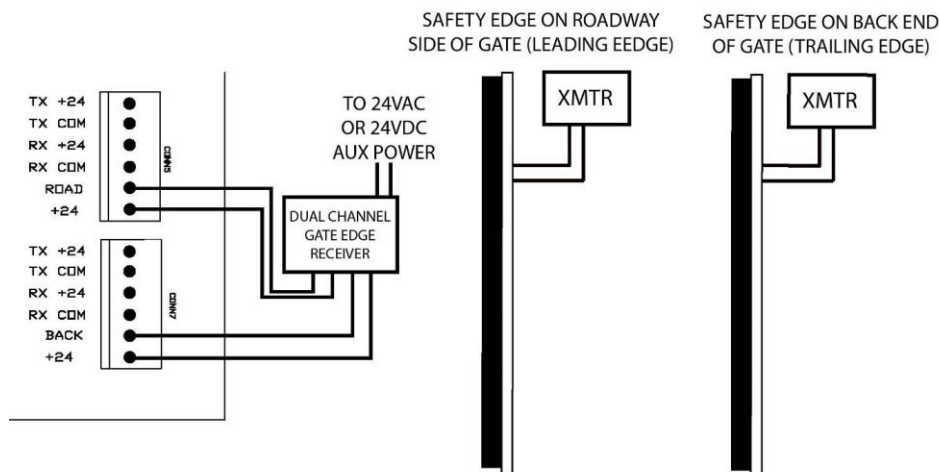 SAFETY EDGE ON ROADWAY
SIDE OF GATE (LEADING EEDGE)
SAFETY EDGE ON BACK END
OF GATE (TRAILING EDGE)
XMTR
XMTR
TO 24VAC
OR 24VDC
AUX POWER
DUAL CHANNEL
GATE EDGE
RECEIVER
TX +24
TX COM
RX +24
RX COM
ROAD
+24
CONN5
TX +24
TX COM
RX +24
RX COM
BACK
+24
CONN7